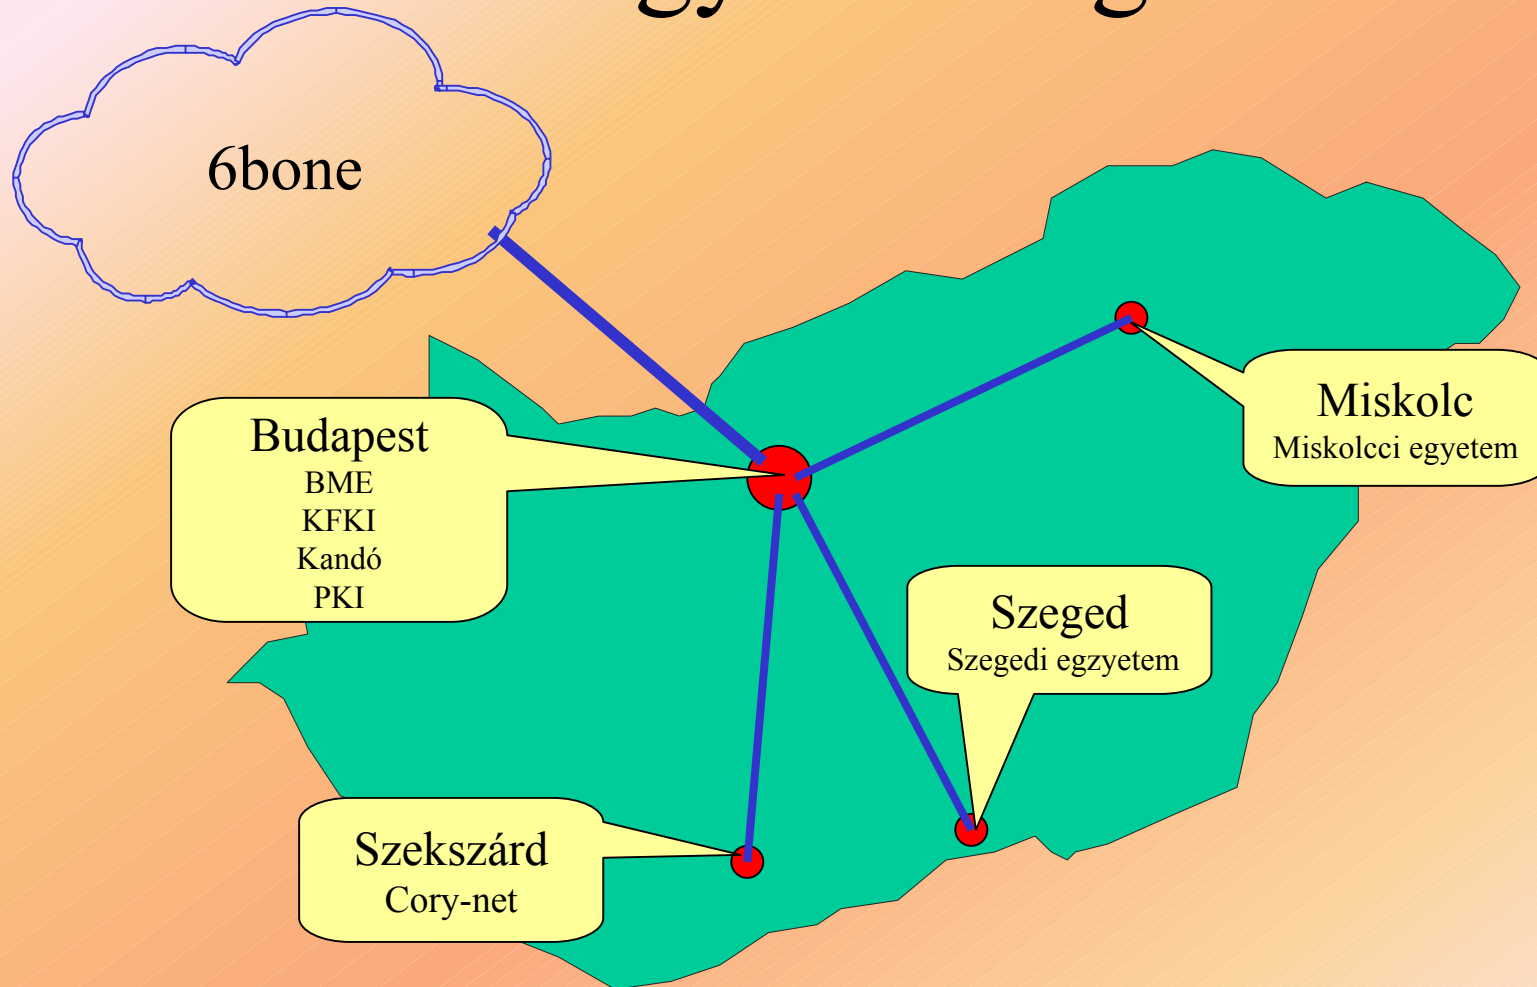 6bone
Budapest
BME
KFKI
Kandó
PKI
Miskolc
Miskolcci egyetem
Szeged
Szegedi egzyetem
Szekszárd
Cory-net